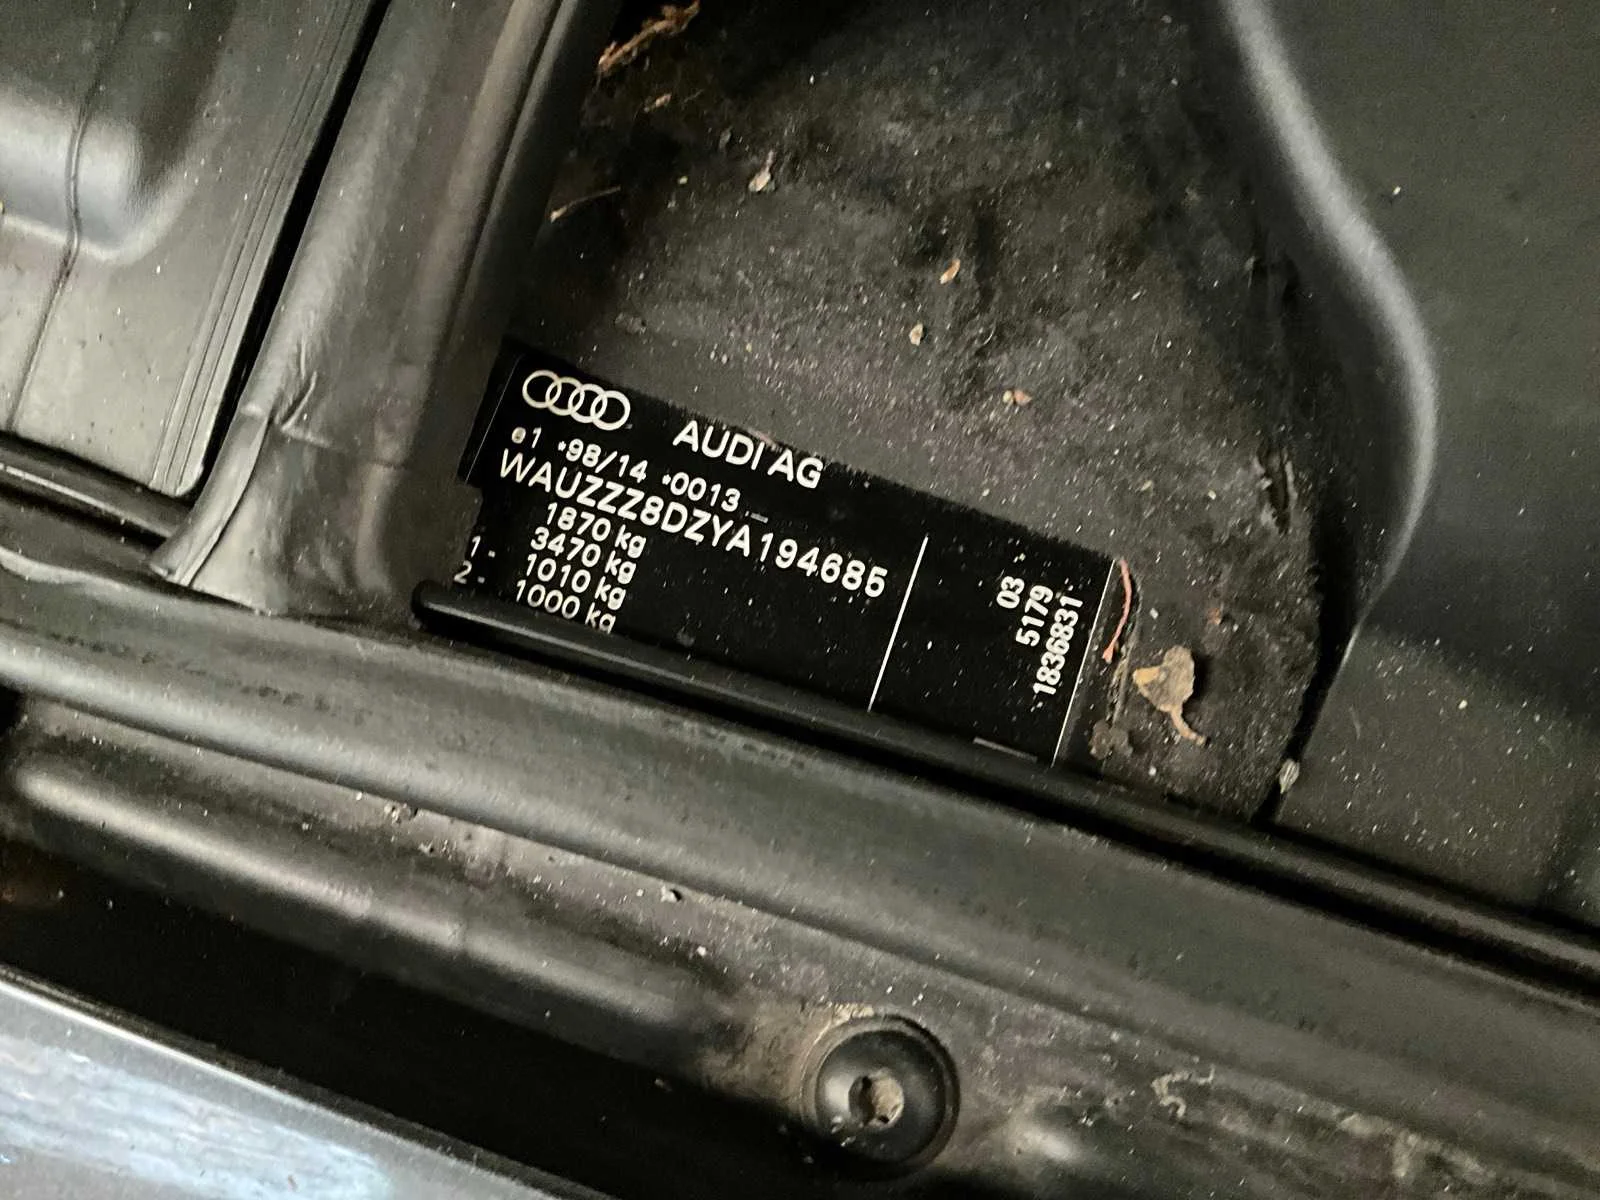 AUDI AG
e1 *98/14 *0013
WAUZZZ8DZYA194685
1870 kg
3470 kg
1- 1010 kg
2- 1000 kg
03
5179
1836831